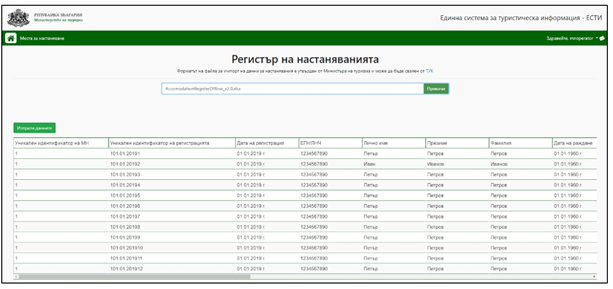 РЕПУБЛИКА БЪЛГАРИЯ
Министерство на туризма
Единна система за туристическа информация - ЕСТИ
Места за настаняване
Здравейте, mroperator
Регистър на настаняванията
Форматът на файла за импорт на данни за настанявания е утвърден от Министъра на туризма и може да бъде свален от ТУК
Прикачи
Изпрати данните
Уникален идентификатор на МН Уникален идентификатор на регистрацията Дата на регистрация ЕГН/ЛНЧ Лично име Презиме Фамилия Дата на раждане
1 101.01.20191 01.01.2019 г. 1234567890 Петър Петров Петров 01.01.1960 г.
1 101.01.20192 01.01.2019 г. 1234567890 Иван Иванов Иванов 01.01.1960 г.
1 101.01.20193 01.01.2019 г. 1234567890 Петър Петров Петров 01.01.1960 г.
1 101.01.20194 01.01.2019 г. 1234567890 Петър Петров Петров 01.01.1960 г.
1 101.01.20195 01.01.2019 г. 1234567890 Петър Петров Петров 01.01.1960 г.
1 101.01.20196 01.01.2019 г. 1234567890 Петър Петров Петров 01.01.1960 г.
1 101.01.20197 01.01.2019 г. 1234567890 Петър Петров Петров 01.01.1960 г.
1 101.01.20198 01.01.2019 г. 1234567890 Петър Петров Петров 01.01.1960 г.
1 101.01.20199 01.01.2019 г. 1234567890 Петър Петров Петров 01.01.1960 г.
1 101.01.201910 01.01.2019 г. 1234567890 Петър Петров Петров 01.01.1960 г.
1 101.01.201911 01.01.2019 г. 1234567890 Петър Петров Петров 01.01.1960 г.
1 101.01.201912 01.01.2019 г. 1234567890 Петър Петров Петров 01.01.1960 г.